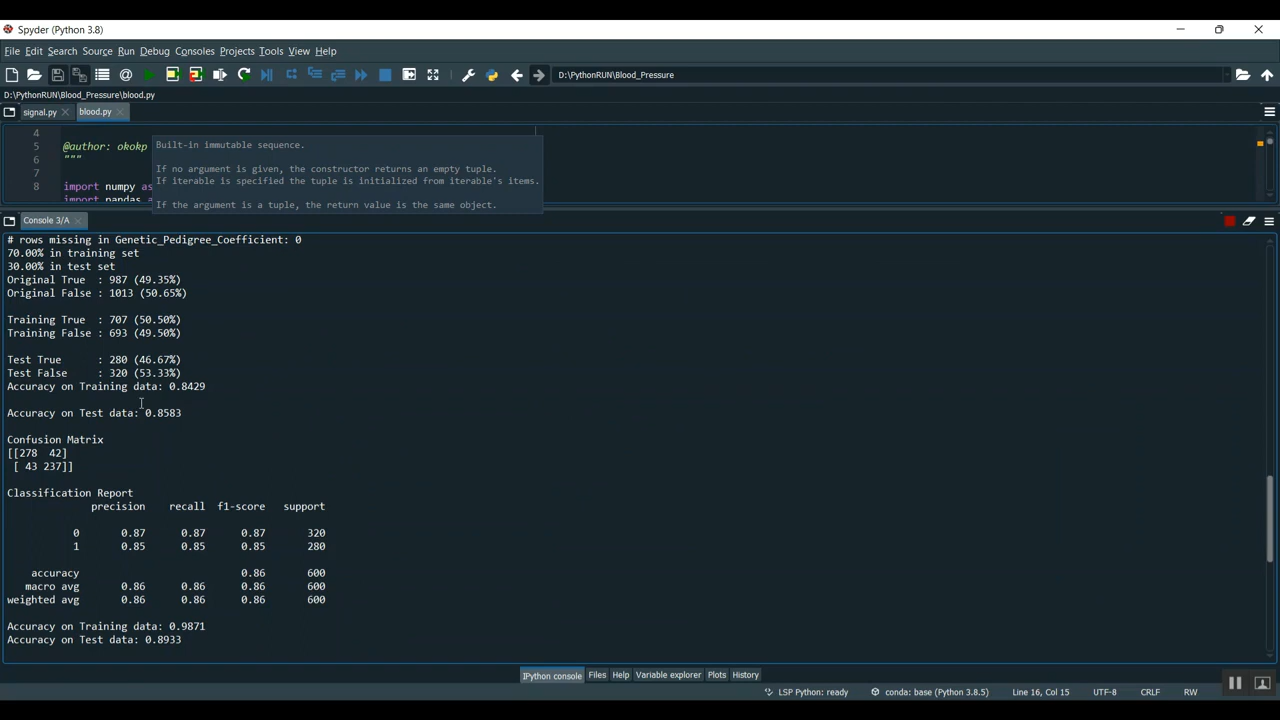 Spyder (Python 3.8)
File Edit Search Source Run Debug Consoles Projects Tools View Help
D:\PythonRUN\Blood_Pressure
D:\PythonRUN\Blood_Pressure\blood.py
signal.py blood.py
4
5 @author: okokp
6 """
7
8 import numpy as
import pandas
Built-in immutable sequence.
If no argument is given, the constructor returns an empty tuple.
If iterable is specified the tuple is initialized from iterable's items.
If the argument is a tuple, the return value is the same object.
Console 3/A
# rows missing in Genetic_Pedigree_Coefficient: 0
70.00% in training set
30.00% in test set
Original True : 987 (49.35%)
Original False : 1013 (50.65%)
Training True : 707 (50.50%)
Training False : 693 (49.50%)
Test True : 280 (46.67%)
Test False : 320 (53.33%)
Accuracy on Training data: 0.8429
Accuracy on Test data: 0.8583
Confusion Matrix
[[278 42]
[ 43 237]]
Classification Report
precision recall f1-score support
0 0.87 0.87 0.87 320
1 0.85 0.85 0.85 280
accuracy 0.86 600
macro avg 0.86 0.86 0.86 600
weighted avg 0.86 0.86 0.86 600
Accuracy on Training data: 0.9871
Accuracy on Test data: 0.8933
IPython console Files Help Variable explorer Plots History
LSP Python: ready conda: base (Python 3.8.5) Line 16, Col 15 UTF-8 CRLF RW